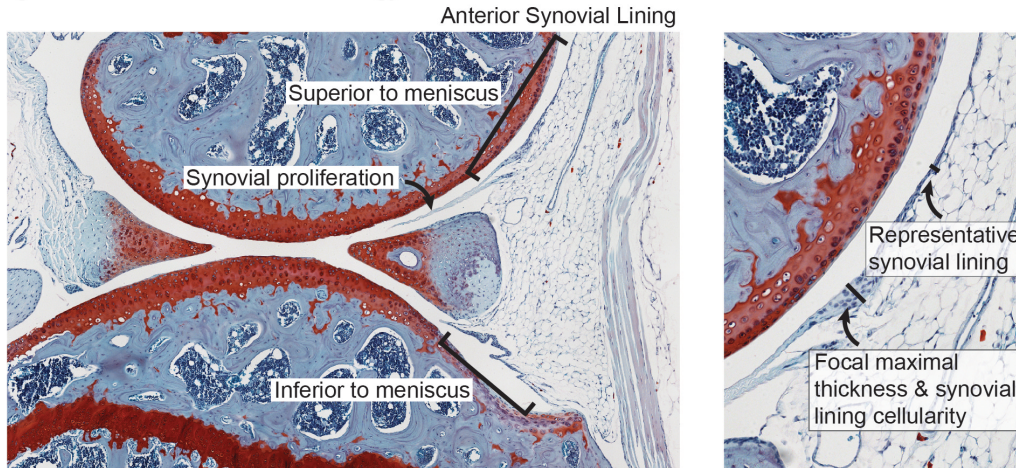 Anterior Synovial Lining
Superior to meniscus
Synovial proliferation
Inferior to meniscus
Representative
synovial lining
Focal maximal
thickness & synovial
lining cellularity